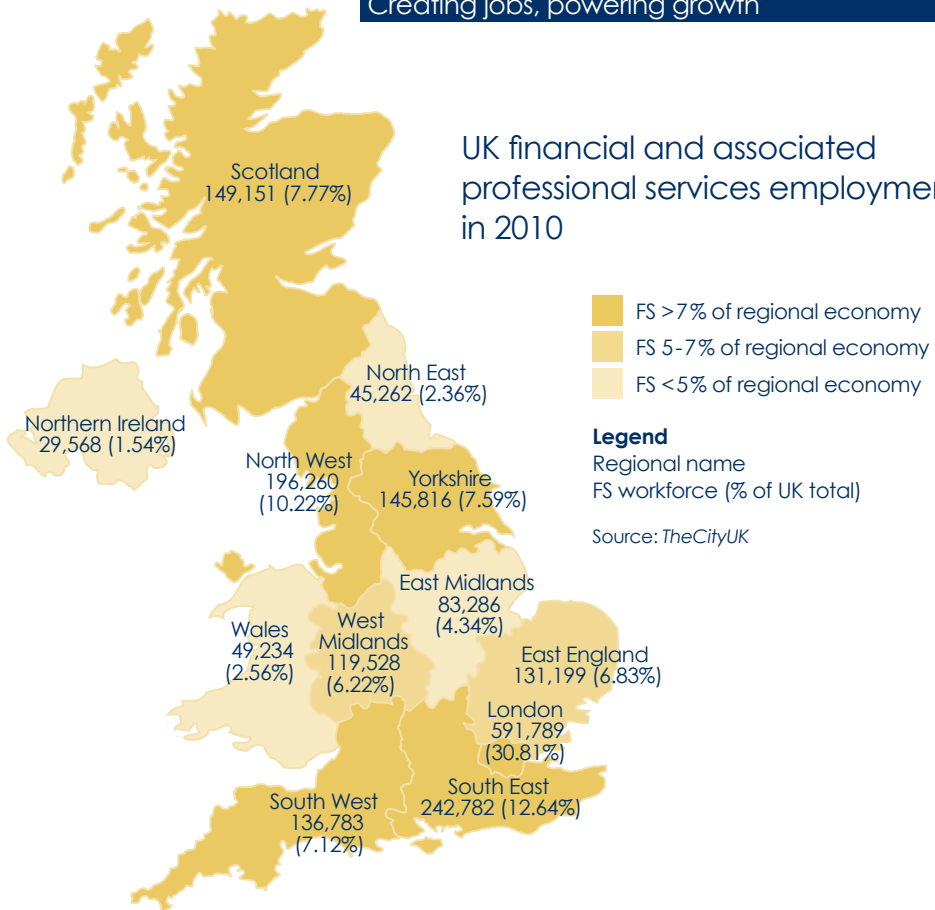 Creating jobs, powering growth
UK financial and associated
professional services employmen
in 2010
Scotland
149,151 (7.77%)
FS >7% of regional economy
FS 5-7% of regional economy
FS <5% of regional economy
North East
45,262 (2.36%)
Northern Ireland
29,568 (1.54%)
Legend
Regional name
FS workforce (% of UK total)
Source: TheCityUK
North West
196,260
(10.22%)
Yorkshire
145,816 (7.59%)
East Midlands
83,286
(4.34%)
Wales
49,234
(2.56%)
West
Midlands
119,528
(6.22%)
East England
131,199 (6.83%)
London
591,789
(30.81%)
South East
242,782 (12.64%)
South West
136,783
(7.12%)